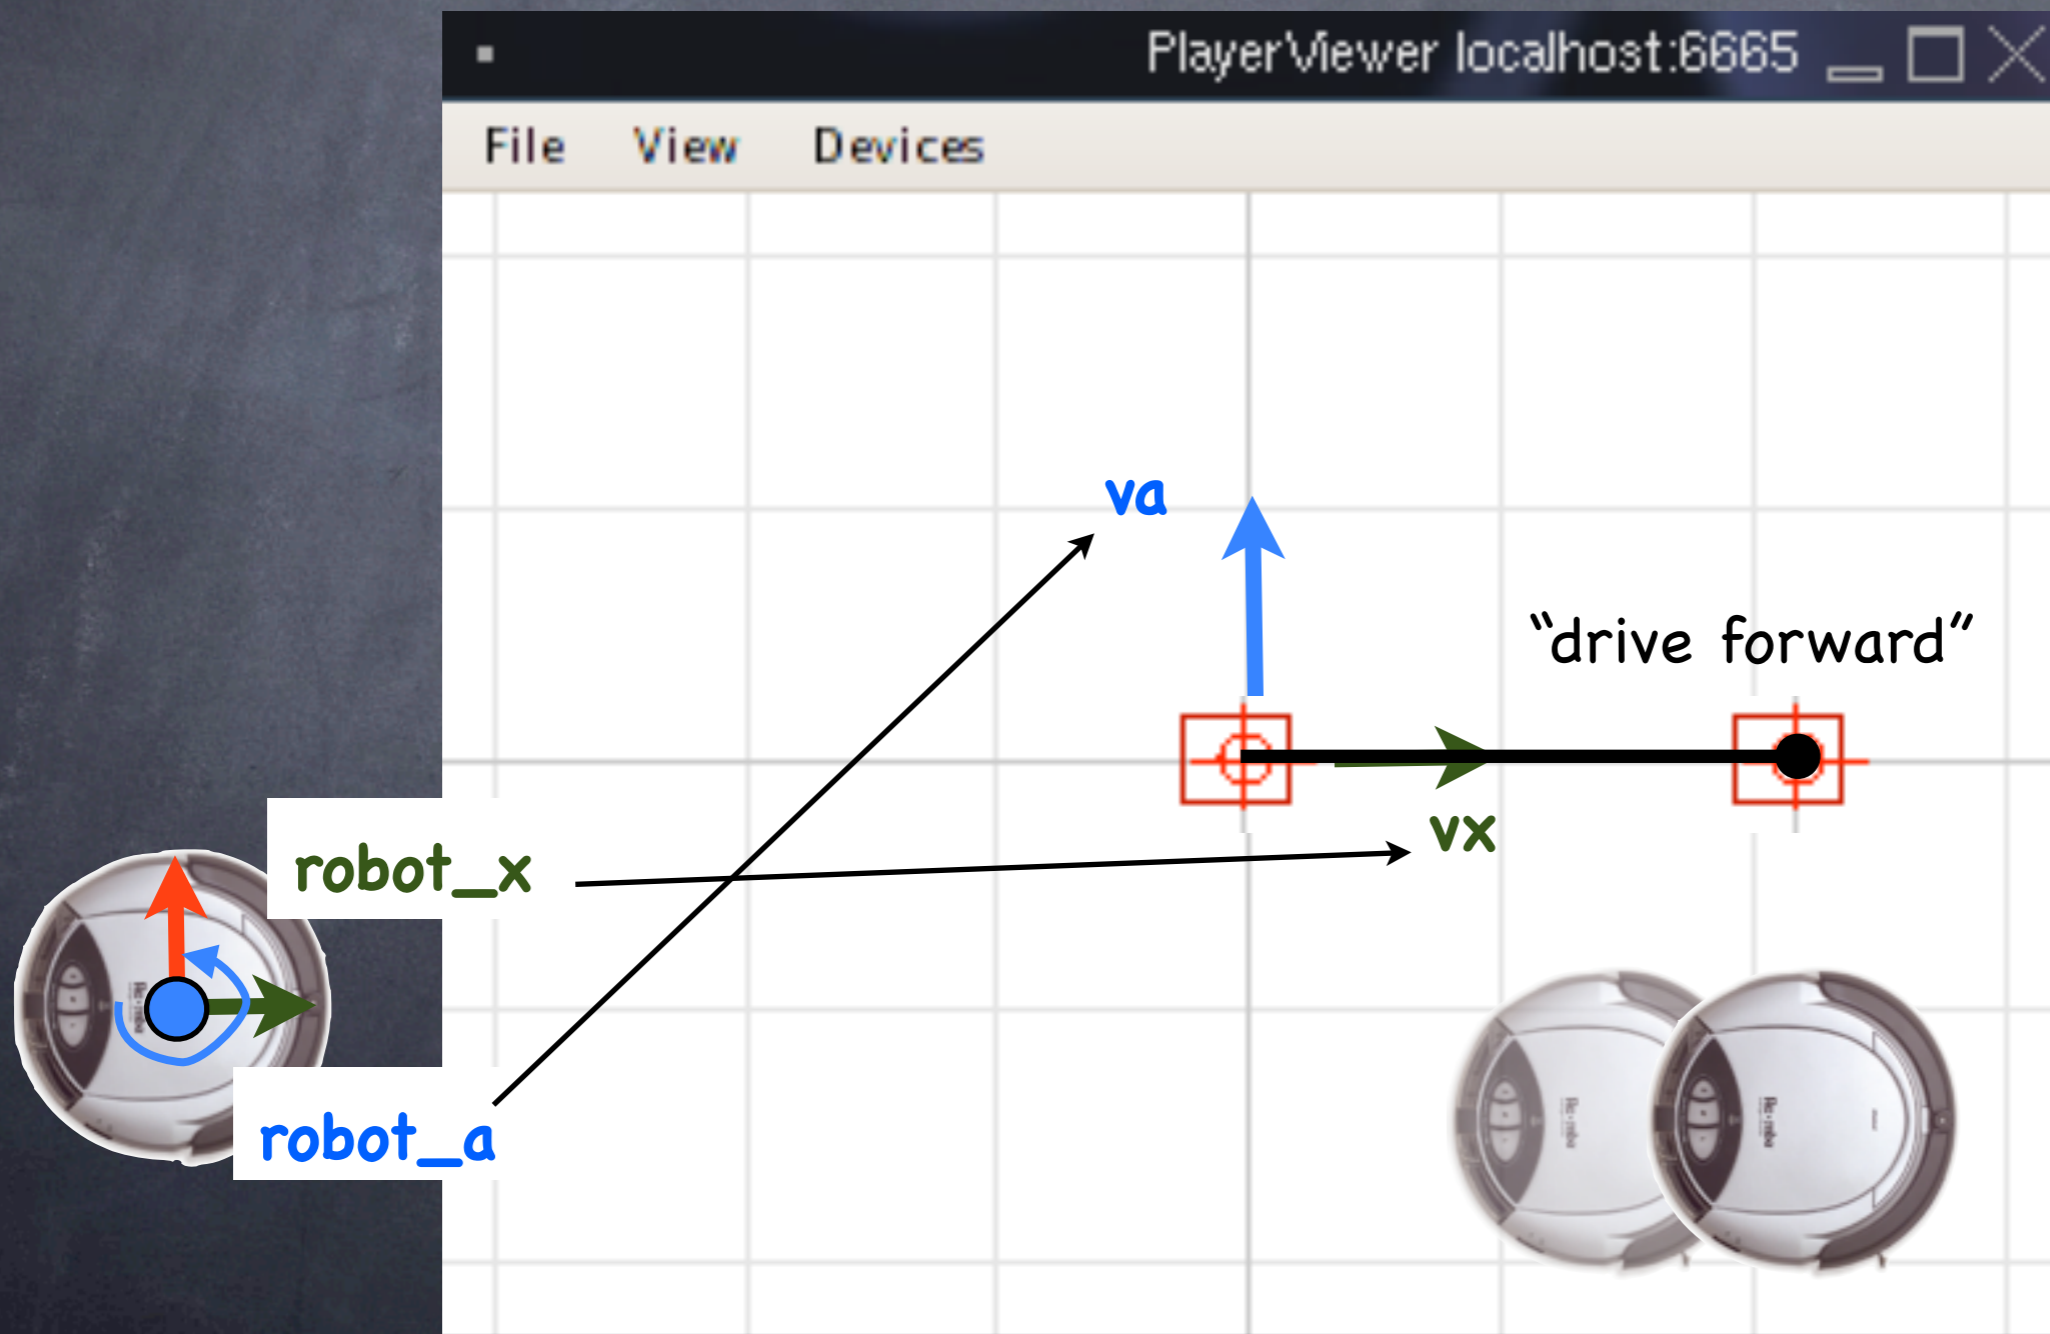 PlayerViewer localhost:6665
File View Devices
va
“drive forward”
vx
robot_x
robot_a